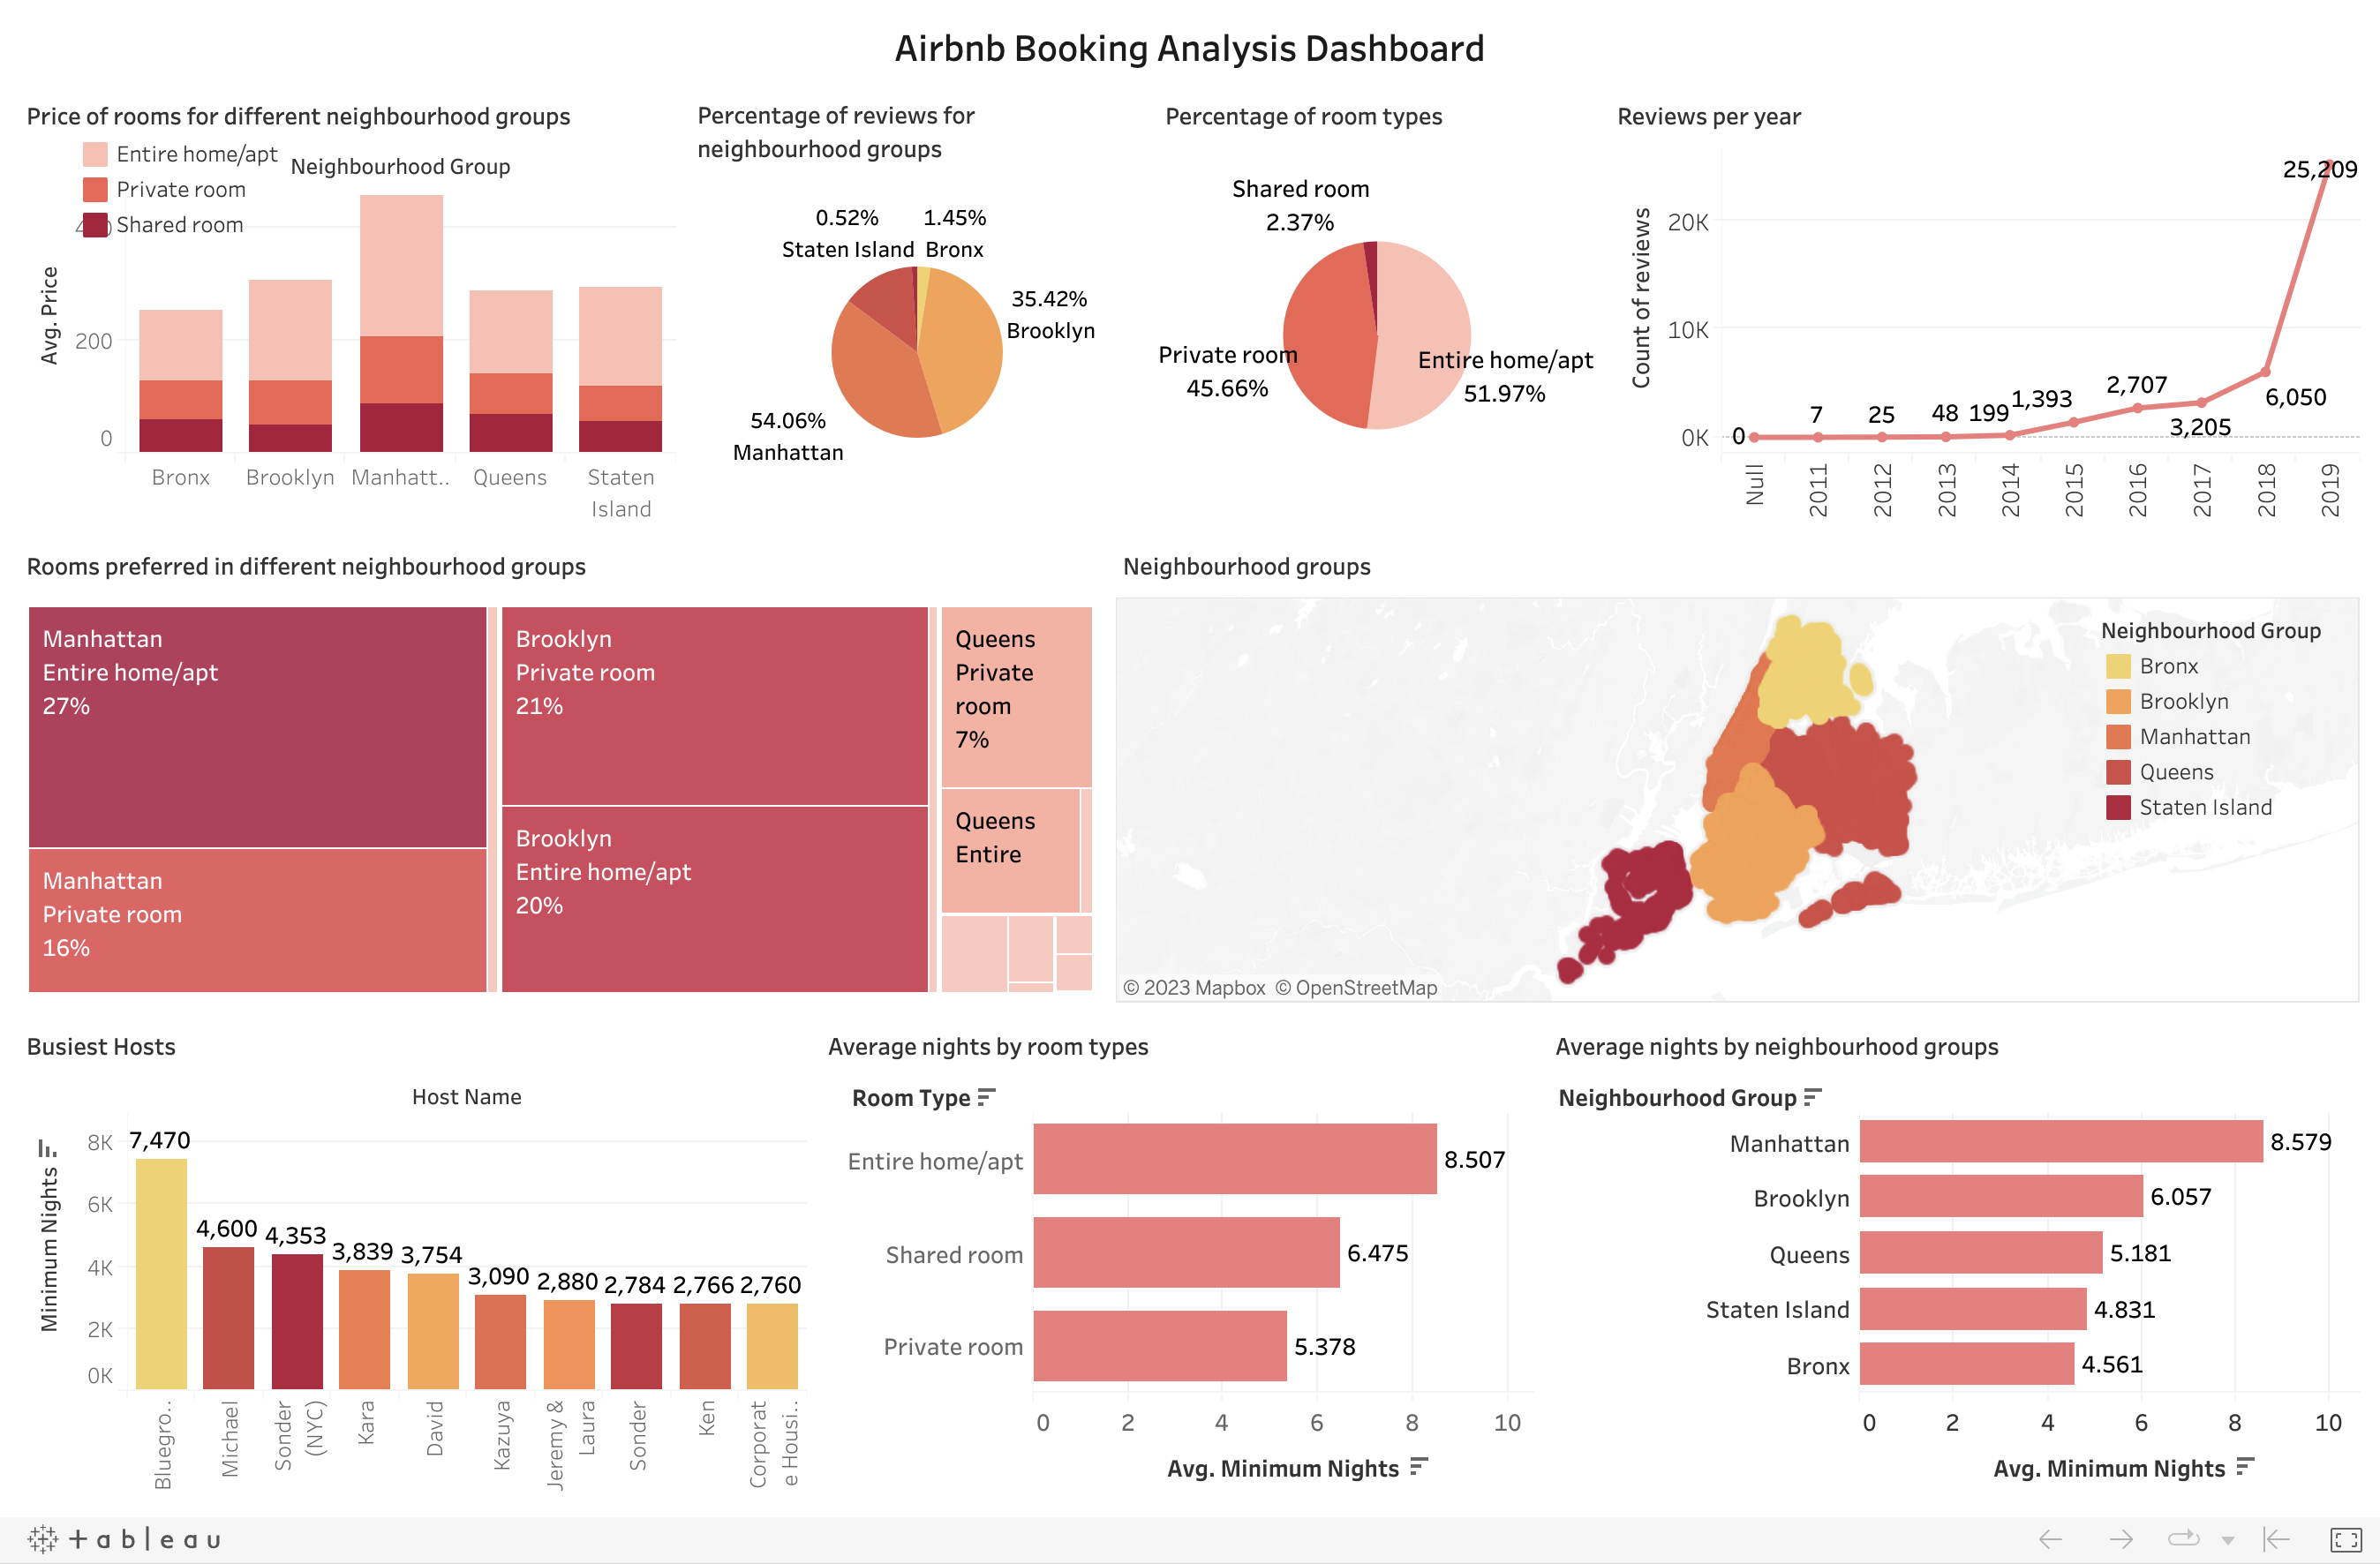 Airbnb Booking Analysis Dashboard
Price of rooms for different neighbourhood groups
Entire home/apt
Private room
Shared room
Neighbourhood Group
Avg. Price
200
0
Bronx
Brooklyn
Manhatt..
Queens
Staten
Island
Percentage of reviews for
neighbourhood groups
0.52%
Staten Island
1.45%
Bronx
35.42%
Brooklyn
54.06%
Manhattan
Percentage of room types
Shared room
2.37%
Private room
45.66%
Entire home/apt
51.97%
Reviews per year
Count of reviews
20K
10K
0K
0
7
25
48
199
1,393
2,707
3,205
6,050
25,209
Null
2011
2012
2013
2014
2015
2016
2017
2018
2019
Rooms preferred in different neighbourhood groups
Manhattan
Entire home/apt
27%
Manhattan
Private room
16%
Brooklyn
Private room
21%
Brooklyn
Entire home/apt
20%
Queens
Private
room
7%
Queens
Entire
Neighbourhood groups
Neighbourhood Group
Bronx
Brooklyn
Manhattan
Queens
Staten Island
© 2023 Mapbox © OpenStreetMap
Busiest Hosts
Host Name
Minimum Nights
8K
6K
4K
2K
0K
7,470
4,600
4,353
3,839
3,754
3,090
2,880
2,784
2,766
2,760
Bluegro..
Michael
Sonder
(NYC)
Kara
David
Kazuya
Jeremy &
Laura
Sonder
Ken
Corporat
e Housi..
Average nights by room types
Room Type
Entire home/apt
8.507
Shared room
6.475
Private room
5.378
0 2 4 6 8 10
Avg. Minimum Nights
Average nights by neighbourhood groups
Neighbourhood Group
Manhattan
8.579
Brooklyn
6.057
Queens
5.181
Staten Island
4.831
Bronx
4.561
0 2 4 6 8 10
Avg. Minimum Nights
+ableau